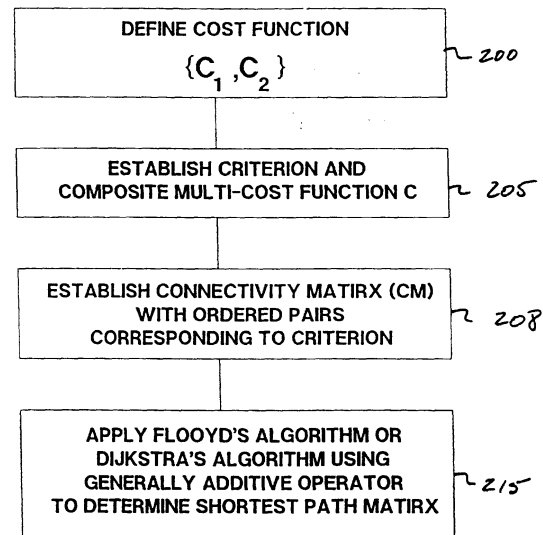 DEFINE COST FUNCTION
{C1 ,C2 }
200
ESTABLISH CRITERION AND
COMPOSITE MULTI-COST FUNCTION C
205
ESTABLISH CONNECTIVITY MATIRX (CM)
WITH ORDERED PAIRS
CORRESPONDING TO CRITERION
208
APPLY FLOOYD'S ALGORITHM OR
DIJKSTRA'S ALGORITHM USING
GENERALLY ADDITIVE OPERATOR
TO DETERMINE SHORTEST PATH MATIRX
215